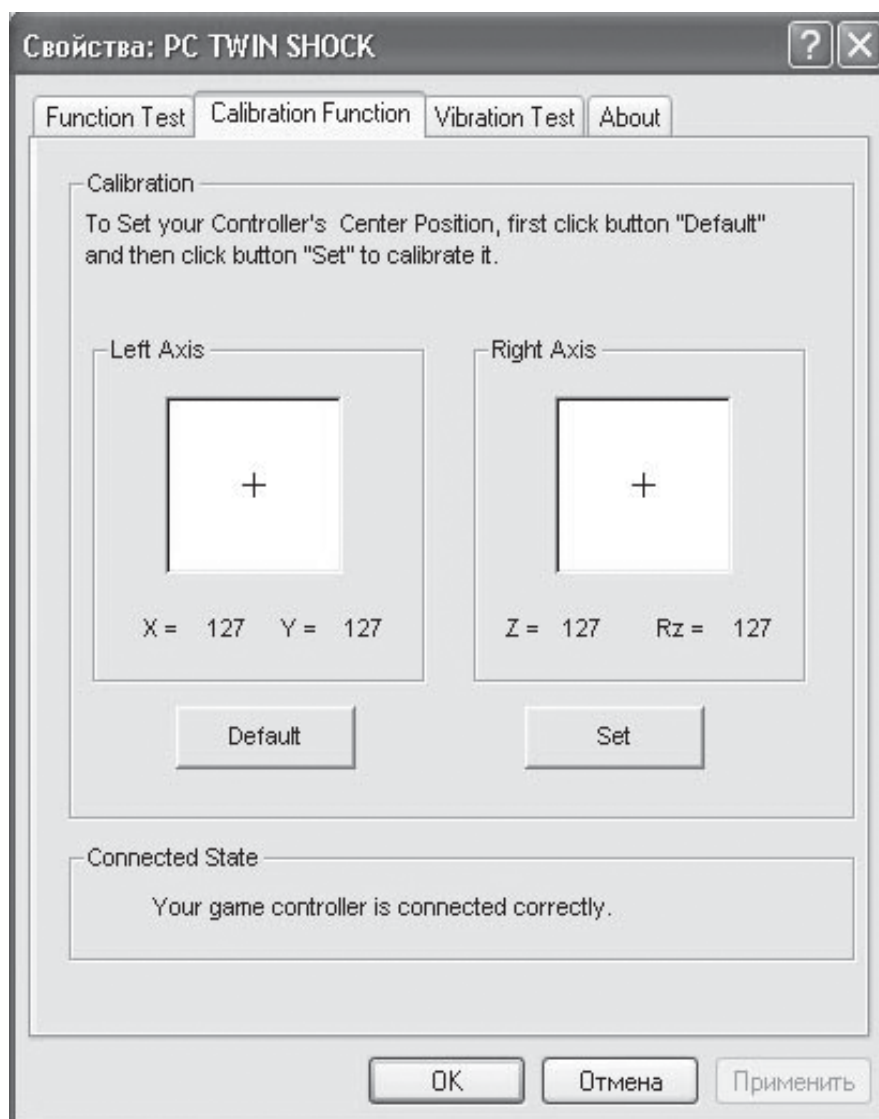 Свойства: PC TWIN SHOCK
?
Function Test Calibration Function Vibration Test About
Calibration
To Set your Controller's Center Position, first click button "Default"
and then click button "Set" to calibrate it.
Left Axis Right Axis
X = 127 Y = 127 Z = 127 Rz = 127
Default Set
Connected State
Your game controller is connected correctly.
OK Отмена Применить